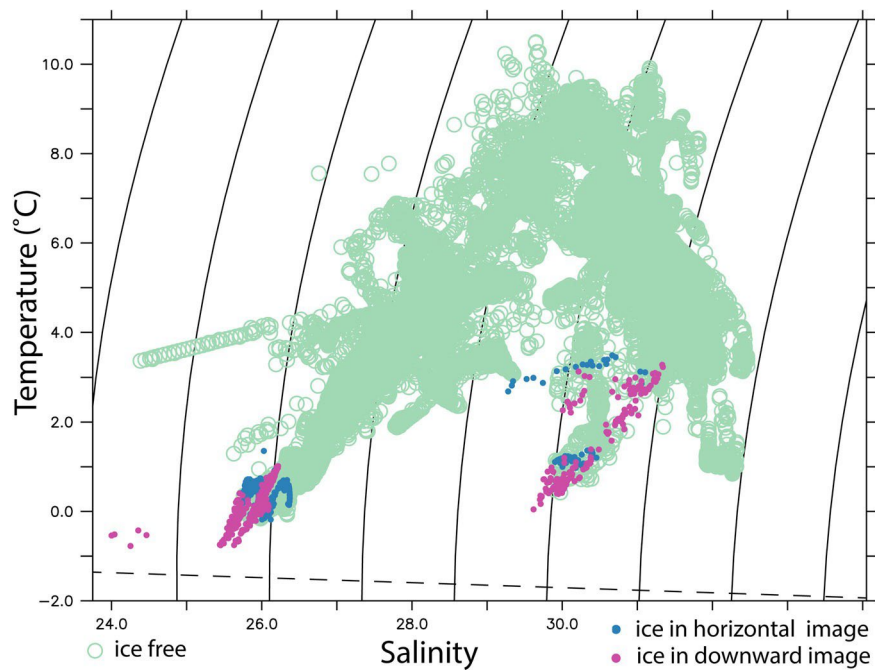 10.0
8.0
6.0
4.0
2.0
0.0
−2.0
Temperature (˚C)
24.0 26.0 28.0 30.0
Salinity
ice free
ice in horizontal image
ice in downward image